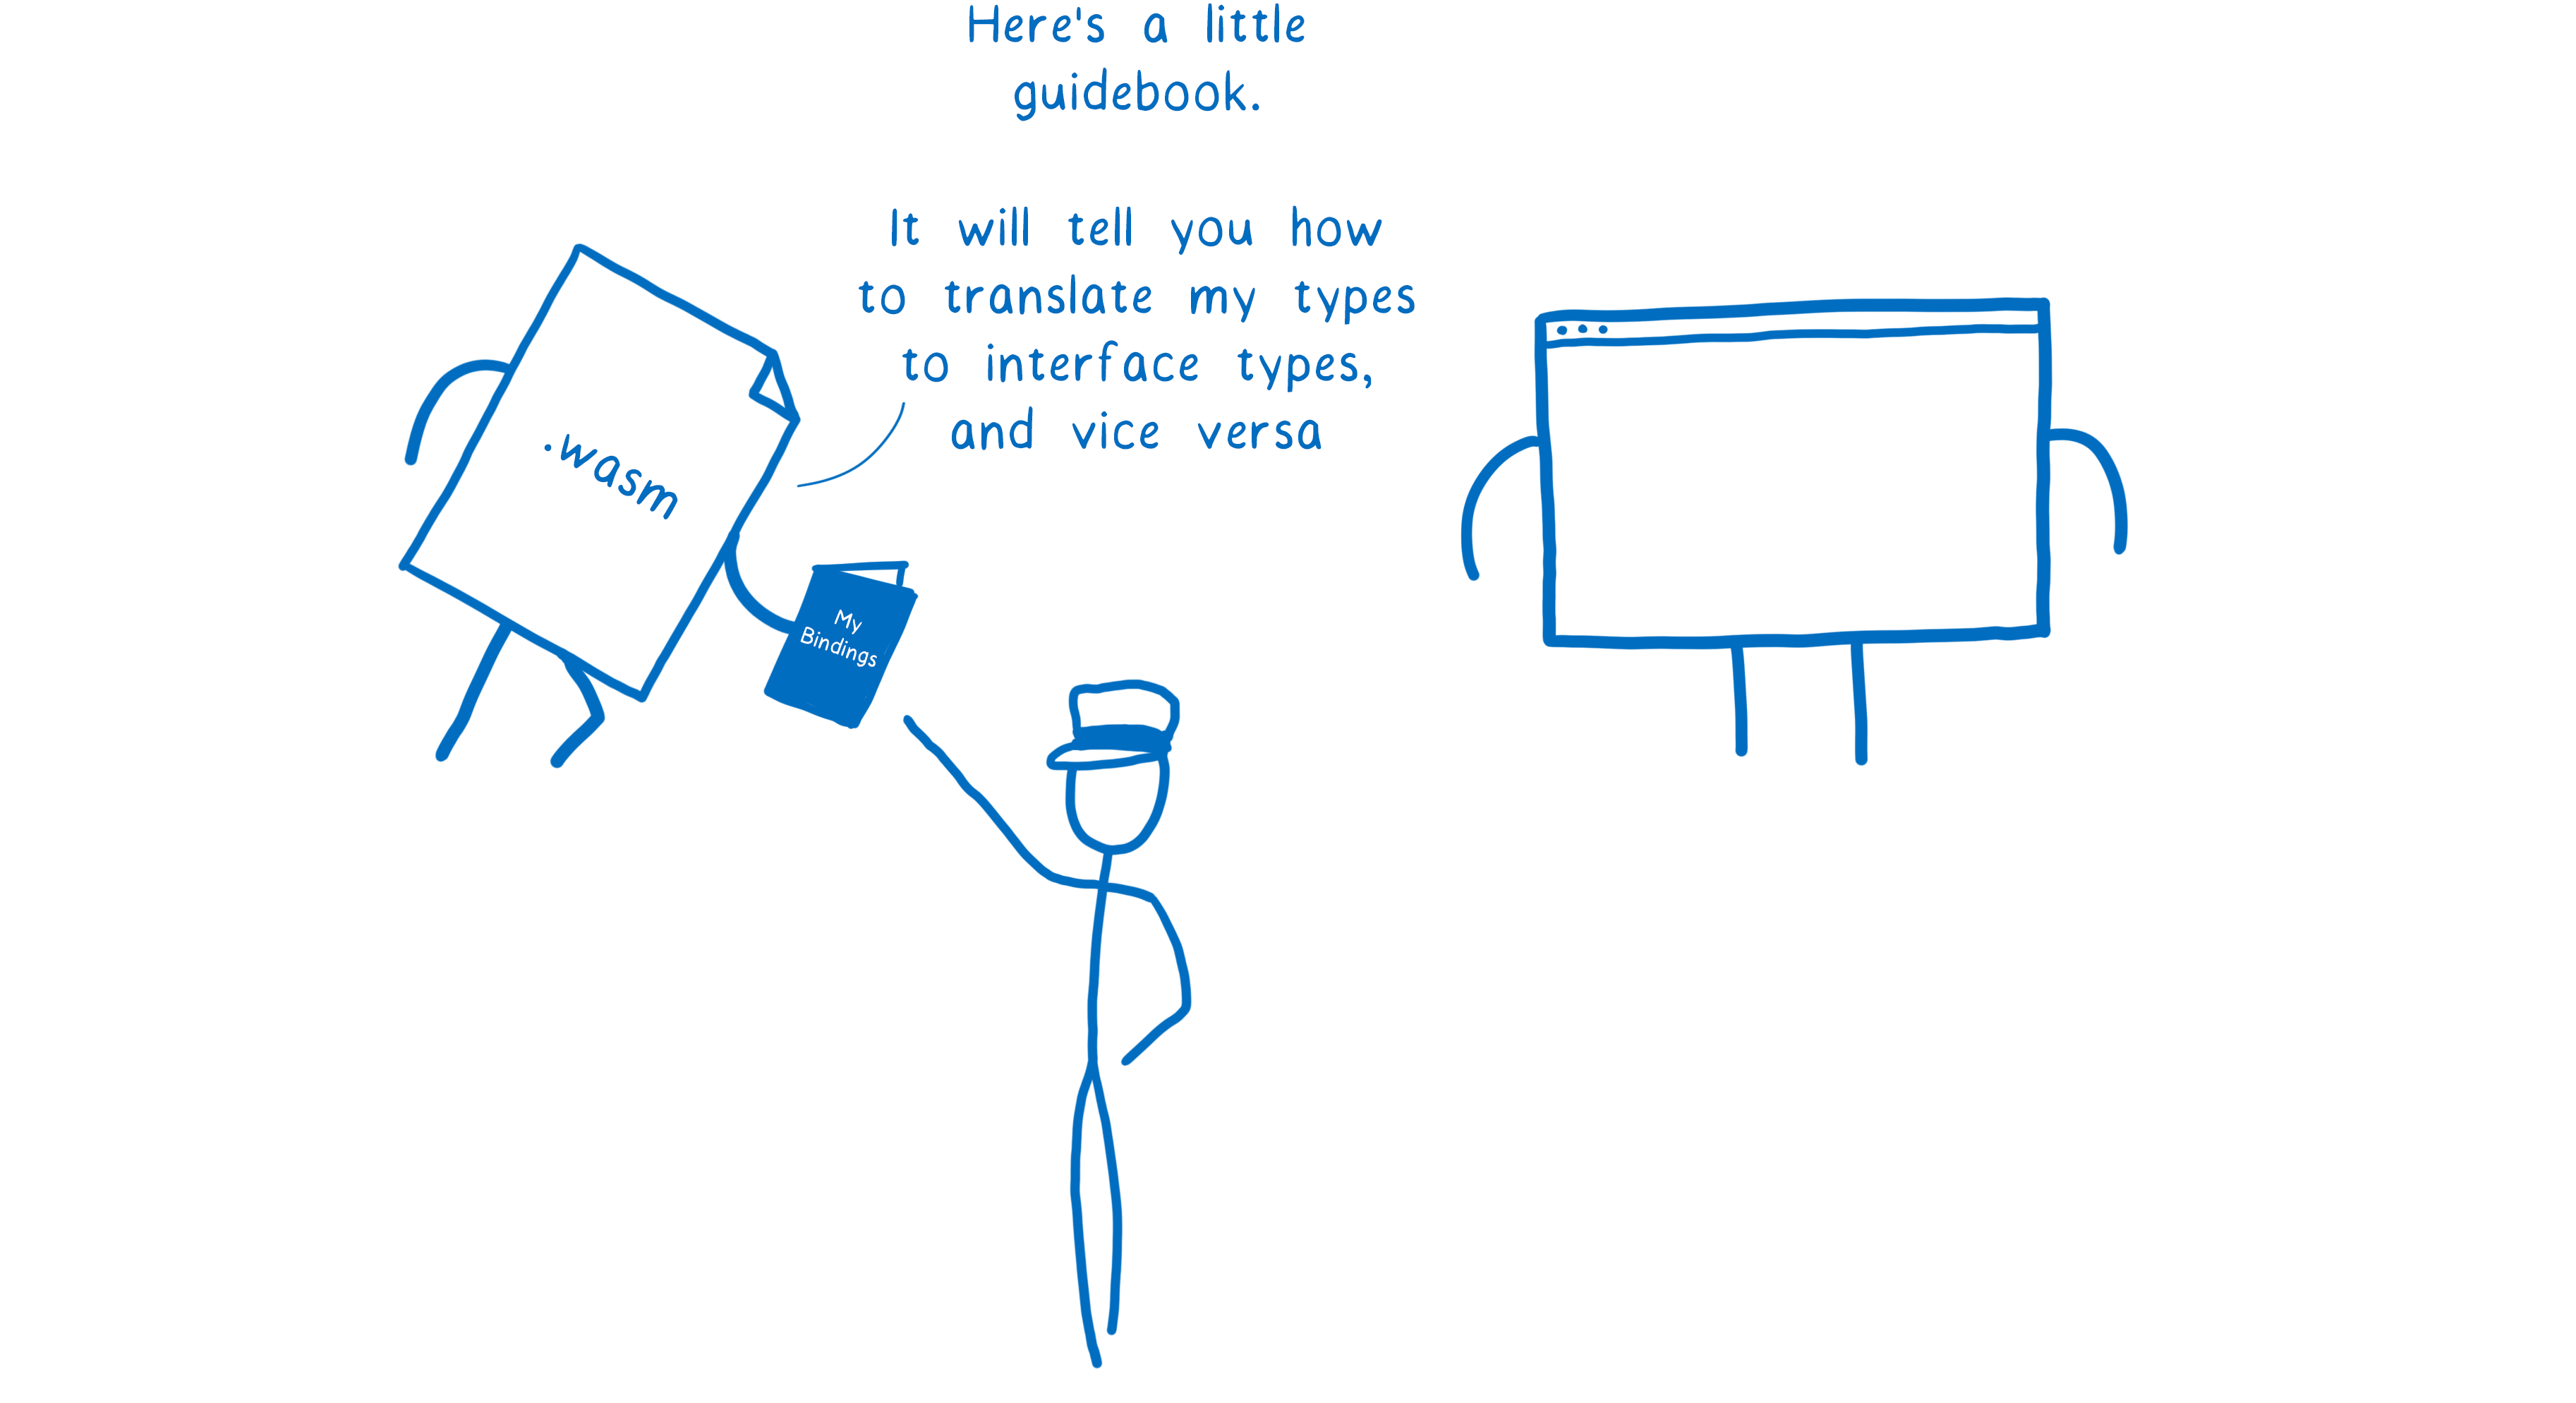 Here's a little
guidebook.
It will tell you how
to translate my types
to interface types,
and vice versa
.wasm
My
Bindings